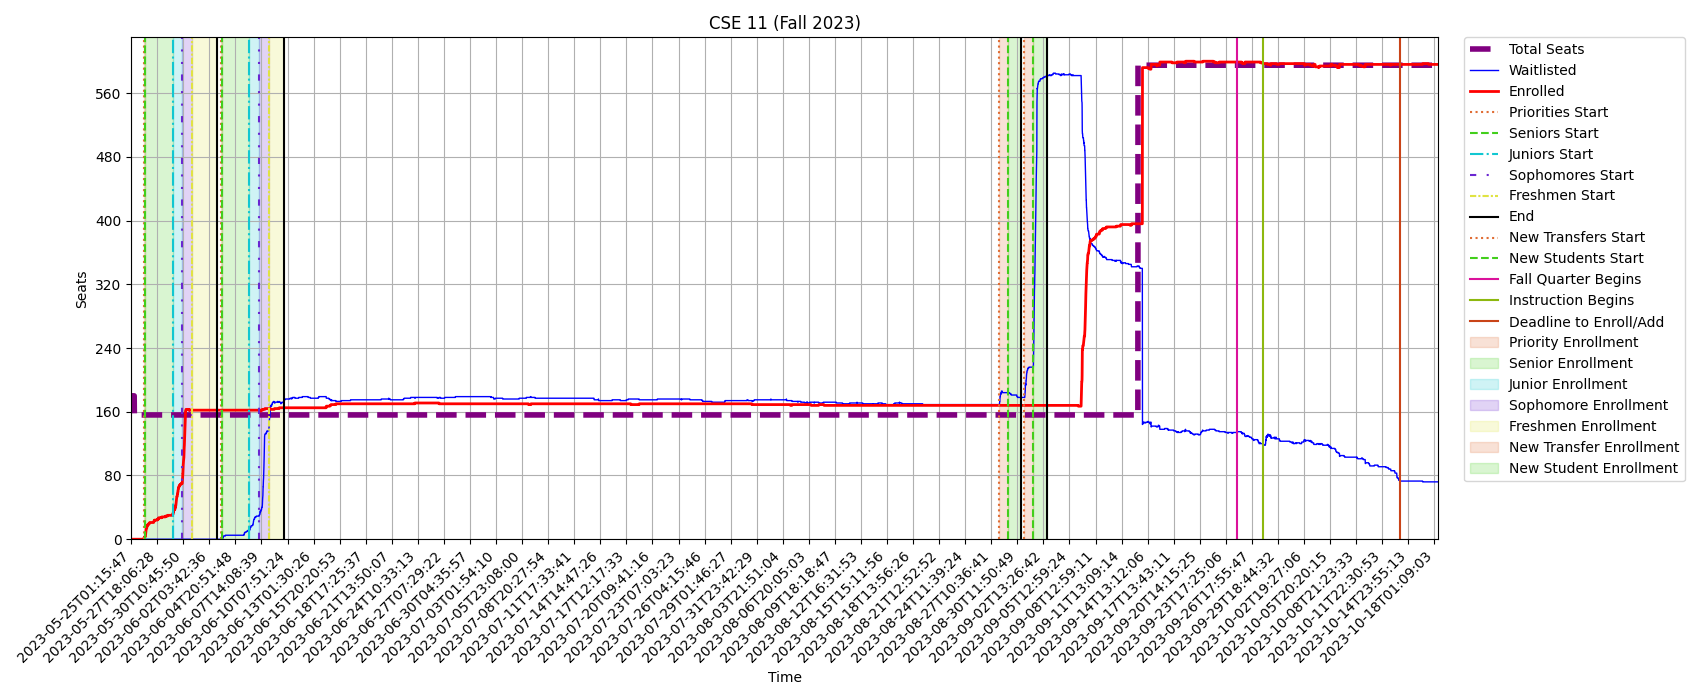 CSE 11 (Fall 2023)
Seats
560
480
400
320
240
160
80
0
2023-05-25T01:15:47
2023-05-27T18:06:28
2023-05-30T10:45:50
2023-06-02T03:42:36
2023-06-04T20:51:48
2023-06-07T14:08:39
2023-06-10T07:51:24
2023-06-13T01:30:26
2023-06-15T20:20:53
2023-06-18T17:25:37
2023-06-21T13:50:07
2023-06-24T10:33:13
2023-06-27T07:29:22
2023-06-30T04:35:57
2023-07-03T01:54:10
2023-07-05T23:08:00
2023-07-08T20:27:54
2023-07-11T17:33:41
2023-07-14T14:47:26
2023-07-17T12:17:33
2023-07-20T09:41:16
2023-07-23T07:03:23
2023-07-26T04:15:46
2023-07-29T01:46:27
2023-07-31T23:42:29
2023-08-03T21:51:04
2023-08-06T20:05:03
2023-08-09T18:18:47
2023-08-12T16:31:53
2023-08-15T15:11:56
2023-08-18T13:56:26
2023-08-21T12:52:52
2023-08-24T11:39:24
2023-08-27T10:36:41
2023-08-30T11:50:49
2023-09-02T13:26:42
2023-09-05T12:59:24
2023-09-08T12:59:11
2023-09-11T13:09:14
2023-09-14T13:12:06
2023-09-17T13:43:11
2023-09-20T14:15:25
2023-09-23T17:25:06
2023-09-26T17:55:47
2023-09-29T18:44:32
2023-10-02T19:27:06
2023-10-05T20:20:15
2023-10-08T21:23:33
2023-10-11T22:30:53
2023-10-14T23:55:13
2023-10-18T01:09:03
Time
Total Seats
Waitlisted
Enrolled
Priorities Start
Seniors Start
Juniors Start
Sophomores Start
Freshmen Start
End
New Transfers Start
New Students Start
Fall Quarter Begins
Instruction Begins
Deadline to Enroll/Add
Priority Enrollment
Senior Enrollment
Junior Enrollment
Sophomore Enrollment
Freshmen Enrollment
New Transfer Enrollment
New Student Enrollment